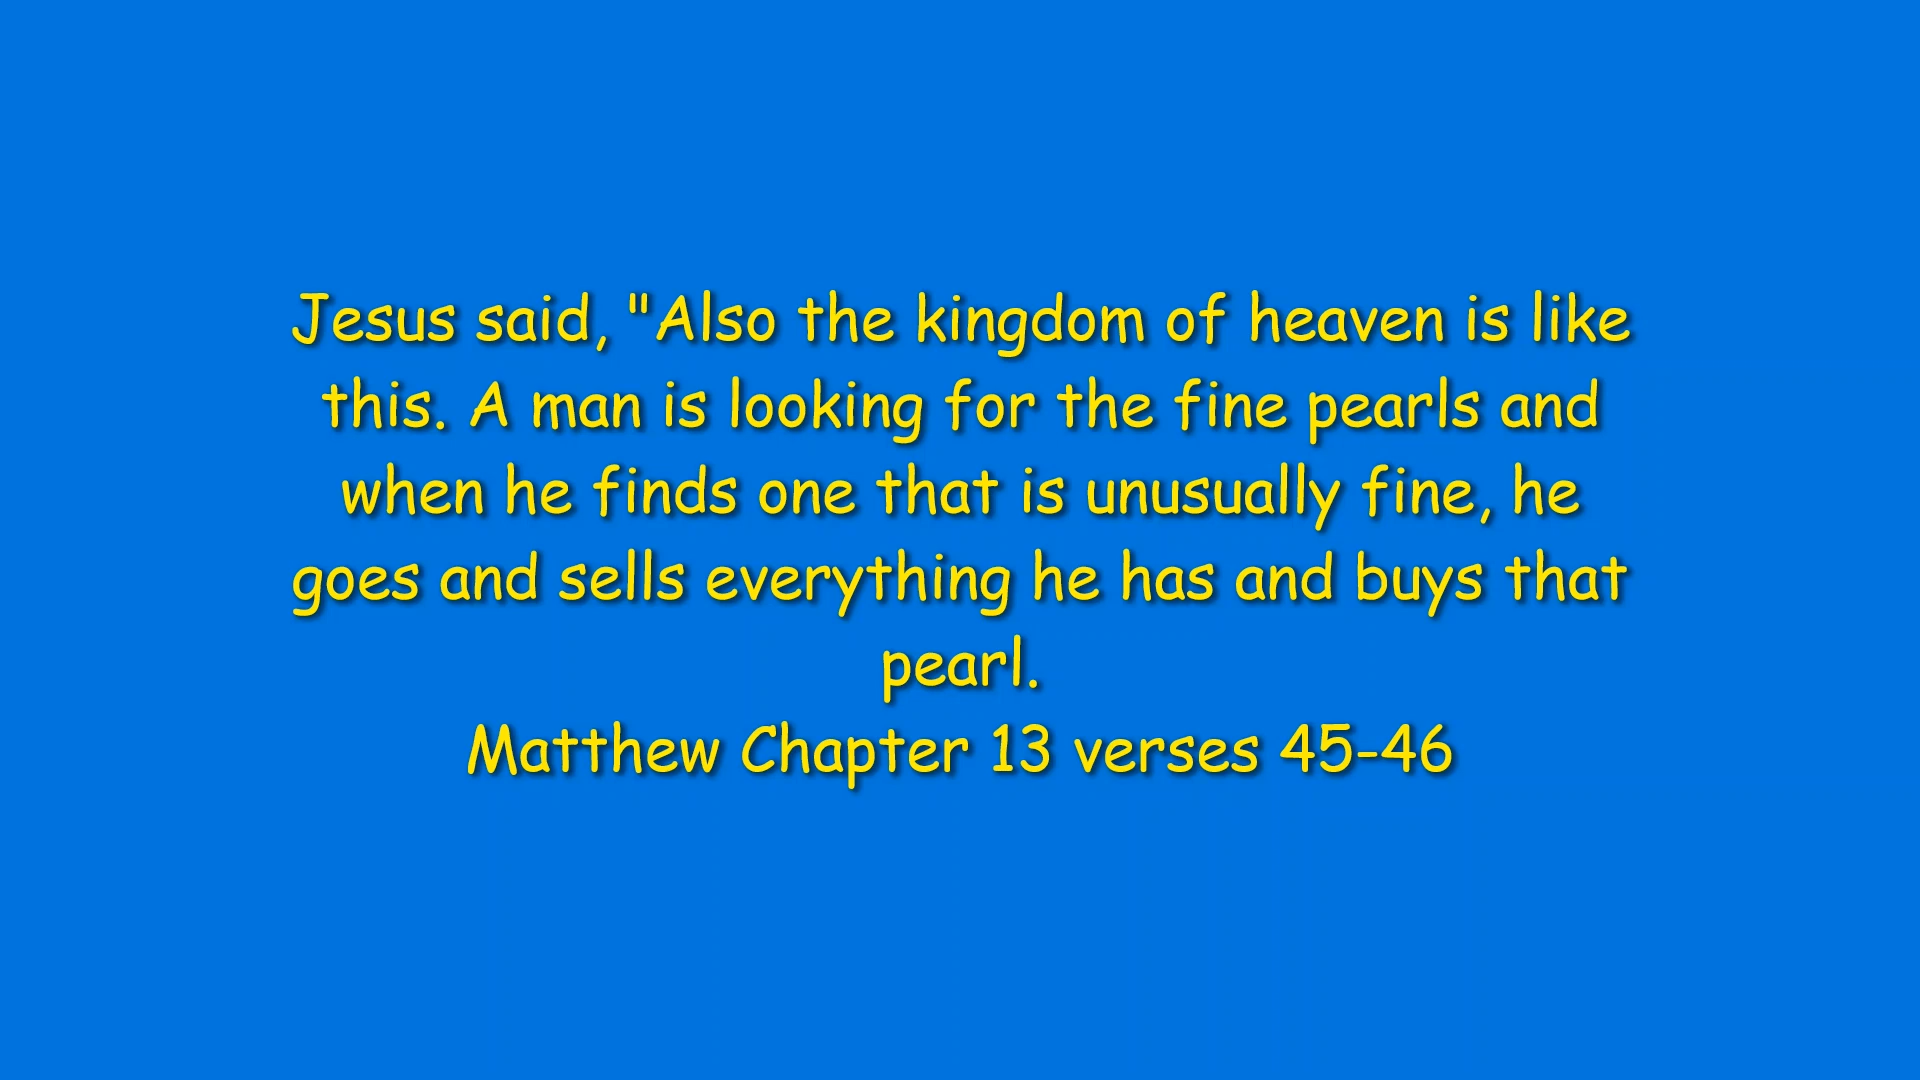 Jesus said, "Also the kingdom of heaven is like
this. A man is looking for the fine pearls and
when he finds one that is unusually fine, he
goes and sells everything he has and buys that
pearl.
Matthew Chapter 13 verses 45-46